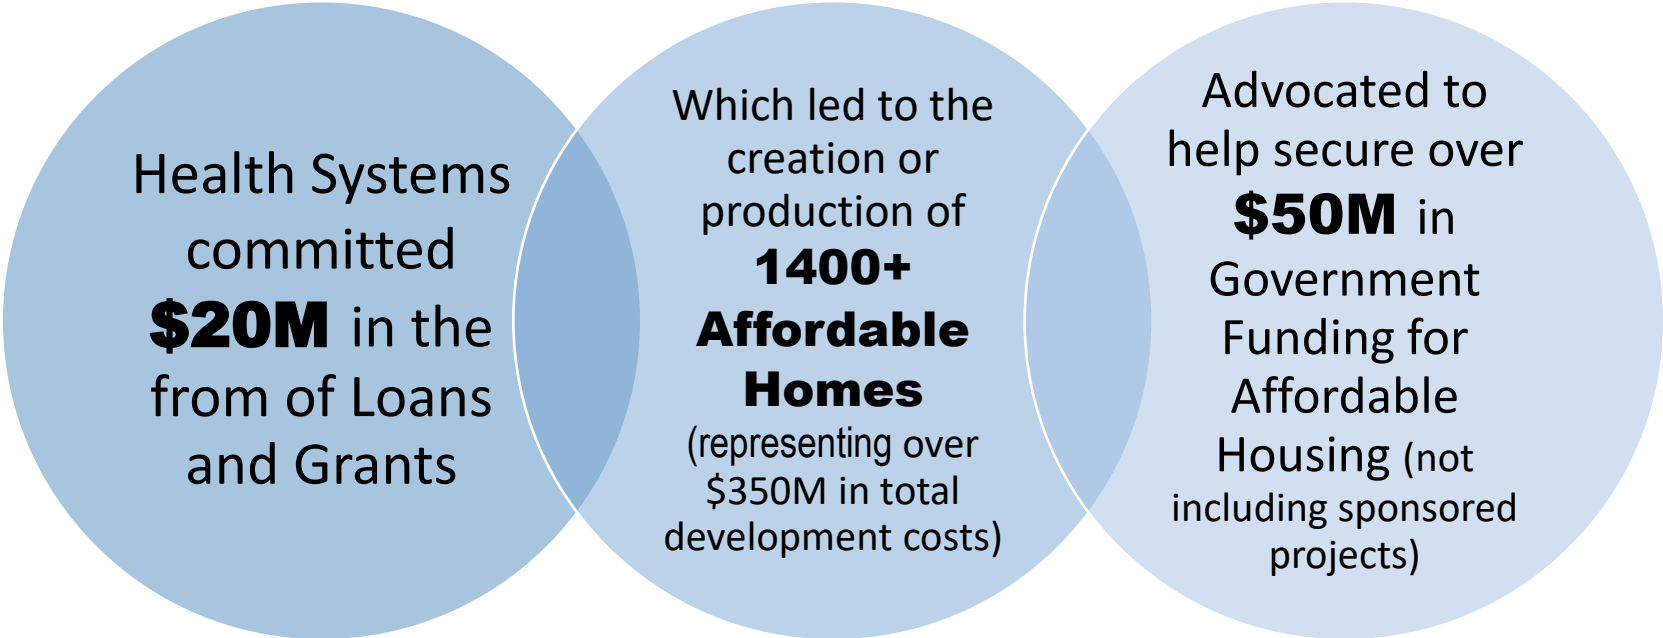 Health Systems
committed
$20M in the
from of Loans
and Grants
Which led to the
creation or
production of
1400+
Affordable
Homes
(representing over
$350M in total
development costs)
Advocated to
help secure over
$50M in
Government
Funding for
Affordable
Housing (not
including sponsored
projects)